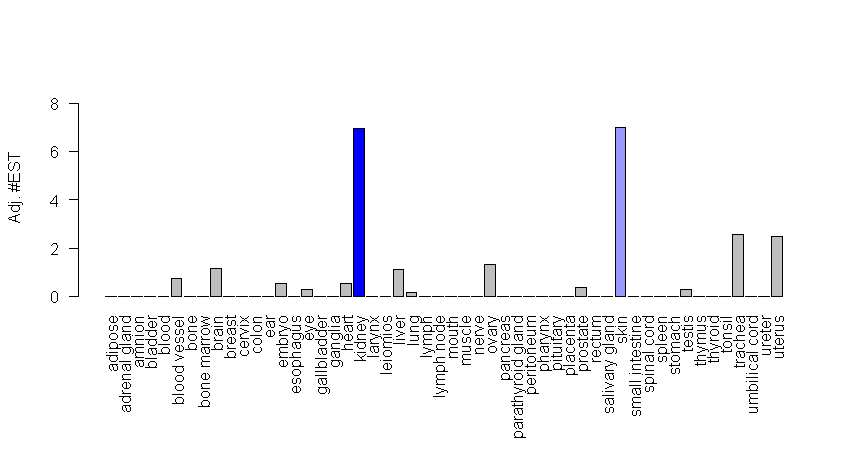 8
6
4
2
0
Adj. #EST
adipose
adrenal gland
amnion
bladder
blood
blood vessel
bone
bone marrow
brain
breast
cervix
colon
ear
embryo
esophagus
eye
gallbladder
ganglia
heart
kidney
larynx
leiomios
liver
lung
lymph
lymph node
mouth
muscle
nerve
ovary
pancreas
parathyroid gland
peritoneum
pharynx
pituitary
placenta
prostate
rectum
salivary gland
skin
small intestine
spinal cord
spleen
stomach
testis
thymus
thyroid
tonsil
trachea
umbilical cord
ureter
uterus